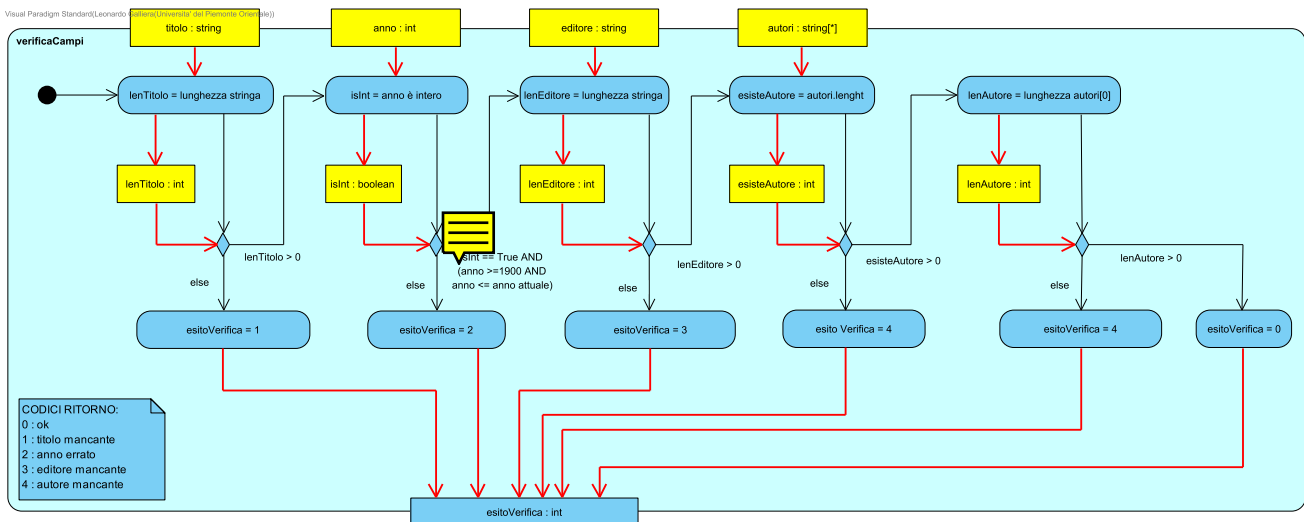 Visual Paradigm Standard(Leonardo Galliera(Universita' del Piemonte Orientale))
titolo : string
anno : int
editore : string
autori : string[*]
verificaCampi
lenTitolo = lunghezza stringa
isInt = anno è intero
lenEditore = lunghezza stringa
esisteAutore = autori.lenght
lenAutore = lunghezza autori[0]
lenTitolo : int
isInt : boolean
lenEditore : int
esisteAutore : int
lenAutore : int
lenTitolo > 0
isInt == True AND
(anno >=1900 AND
anno <= anno attuale)
lenEditore > 0
esisteAutore > 0
lenAutore > 0
else
else
else
else
else
esitoVerifica = 1
esitoVerifica = 2
esitoVerifica = 3
esito Verifica = 4
esitoVerifica = 4
esitoVerifica = 0
CODICI RITORNO:
0 : ok
1 : titolo mancante
2 : anno errato
3 : editore mancante
4 : autore mancante
esitoVerifica : int